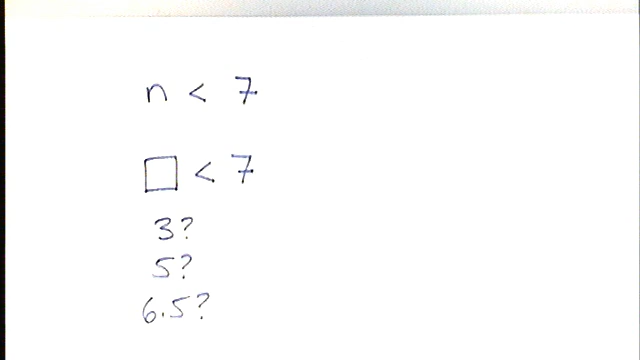 n < 7
□ < 7
3?
5?
6.5?